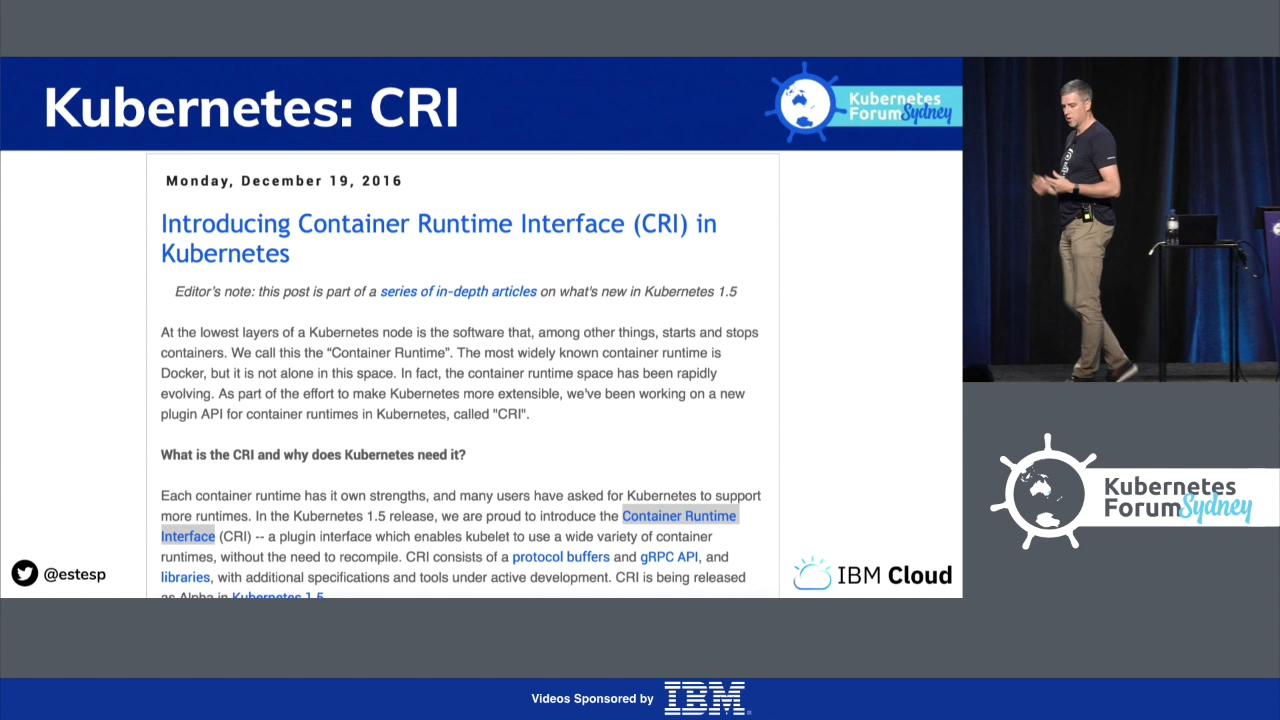 Kubernetes: CRI
Kubernetes
Forum Sydney
Monday, December 19, 2016
Introducing Container Runtime Interface (CRI) in
Kubernetes
Editor's note: this post is part of a series of in-depth articles on what's new in Kubernetes 1.5
At the lowest layers of a Kubernetes node is the software that, among other things, starts and stops
containers. We call this the “Container Runtime”. The most widely known container runtime is
Docker, but it is not alone in this space. In fact, the container runtime space has been rapidly
evolving. As part of the effort to make Kubernetes more extensible, we've been working on a new
plugin API for container runtimes in Kubernetes, called "CRI".
What is the CRI and why does Kubernetes need it?
Each container runtime has it own strengths, and many users have asked for Kubernetes to support
more runtimes. In the Kubernetes 1.5 release, we are proud to introduce the Container Runtime
Interface (CRI) -- a plugin interface which enables kubelet to use a wide variety of container
runtimes, without the need to recompile. CRI consists of a protocol buffers and gRPC API, and
libraries, with additional specifications and tools under active development. CRI is being released
as Alpha in Kubernetes 1.5
@estesp
IBM Cloud
Kubernetes
Forum Sydney
Videos Sponsored by IBM